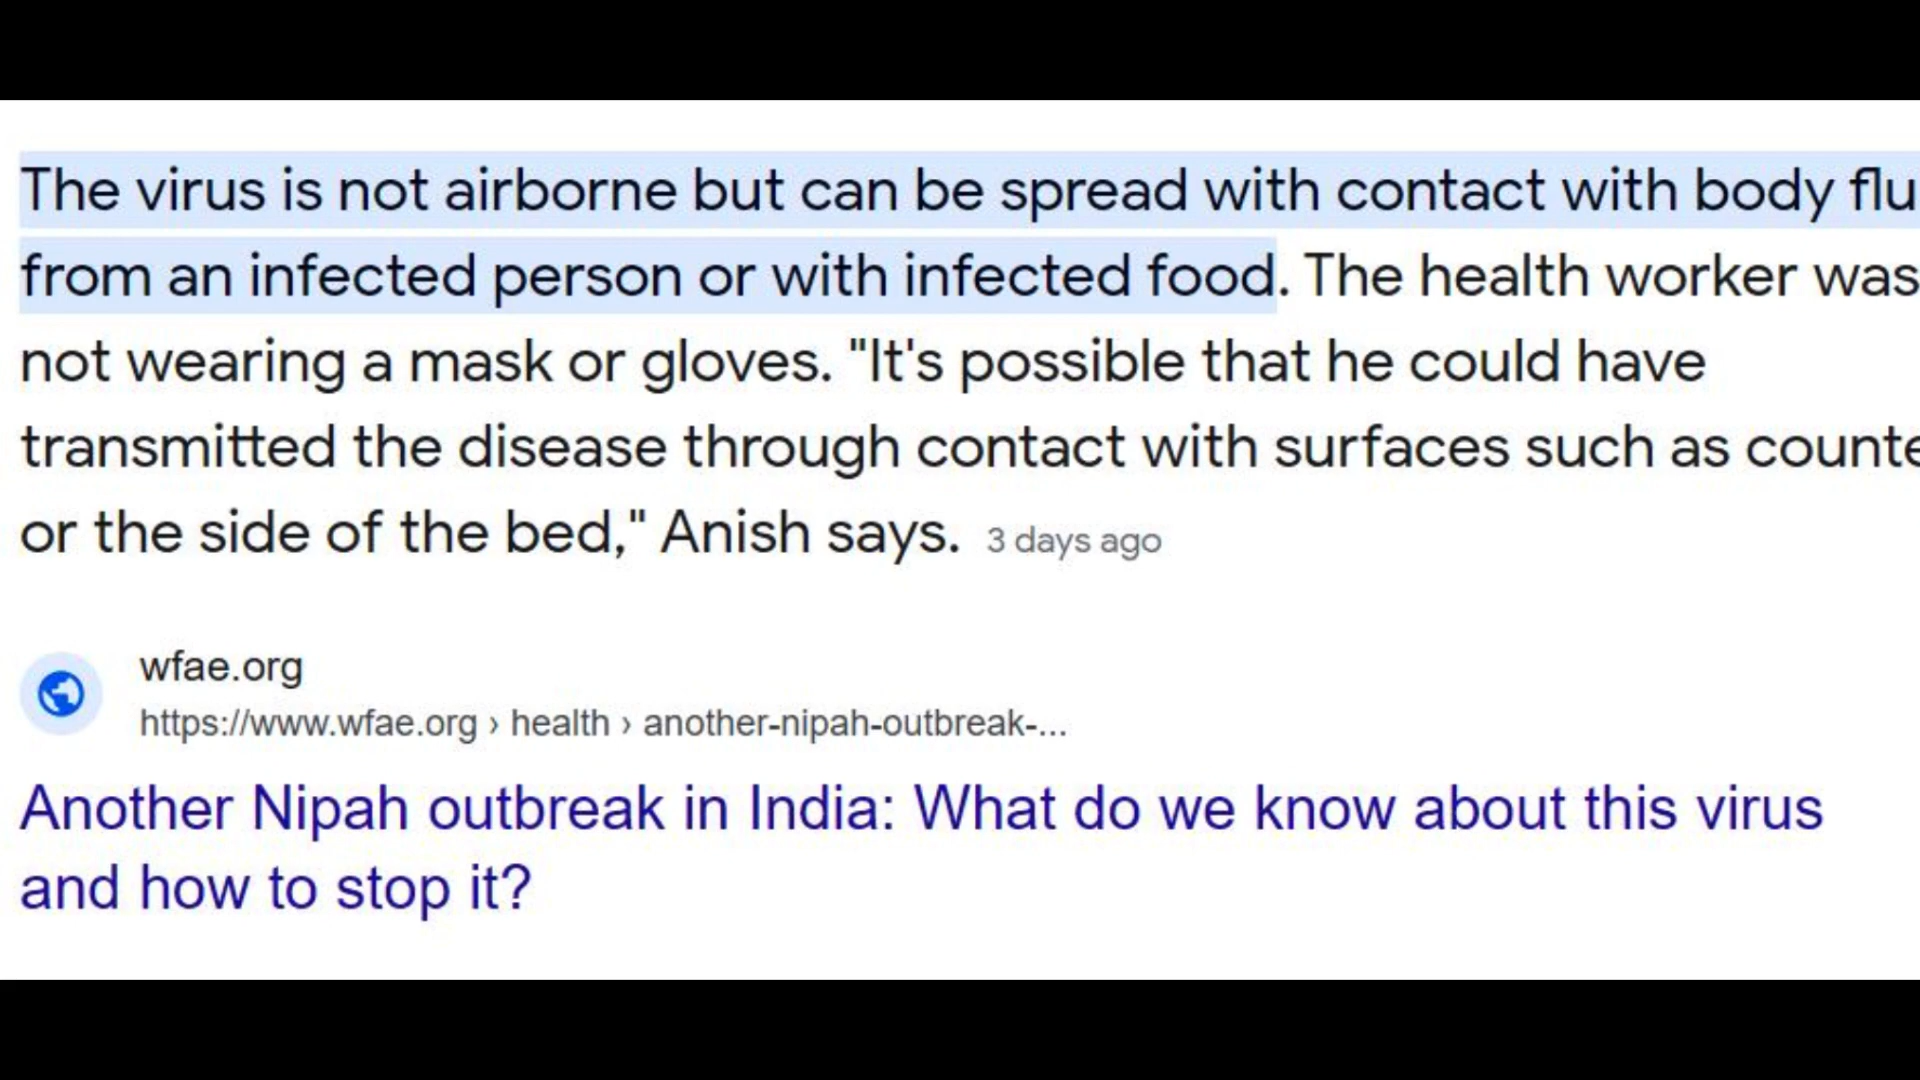 The virus is not airborne but can be spread with contact with body flu
from an infected person or with infected food. The health worker was
not wearing a mask or gloves. "It's possible that he could have
transmitted the disease through contact with surfaces such as counte
or the side of the bed," Anish says. 3 days ago
wfae.org
https://www.wfae.org › health › another-nipah-outbreak-...
Another Nipah outbreak in India: What do we know about this virus
and how to stop it?